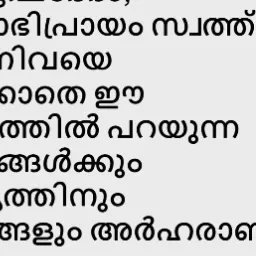 ഭിപ്രായം സ്വത്ത്
നിവയെ
ക്കാതെ ഈ
ത്തിൽ പറയുന്ന
ങ്ങൾക്കും
ത്തിനും
ങ്ങളും അർഹരാണ